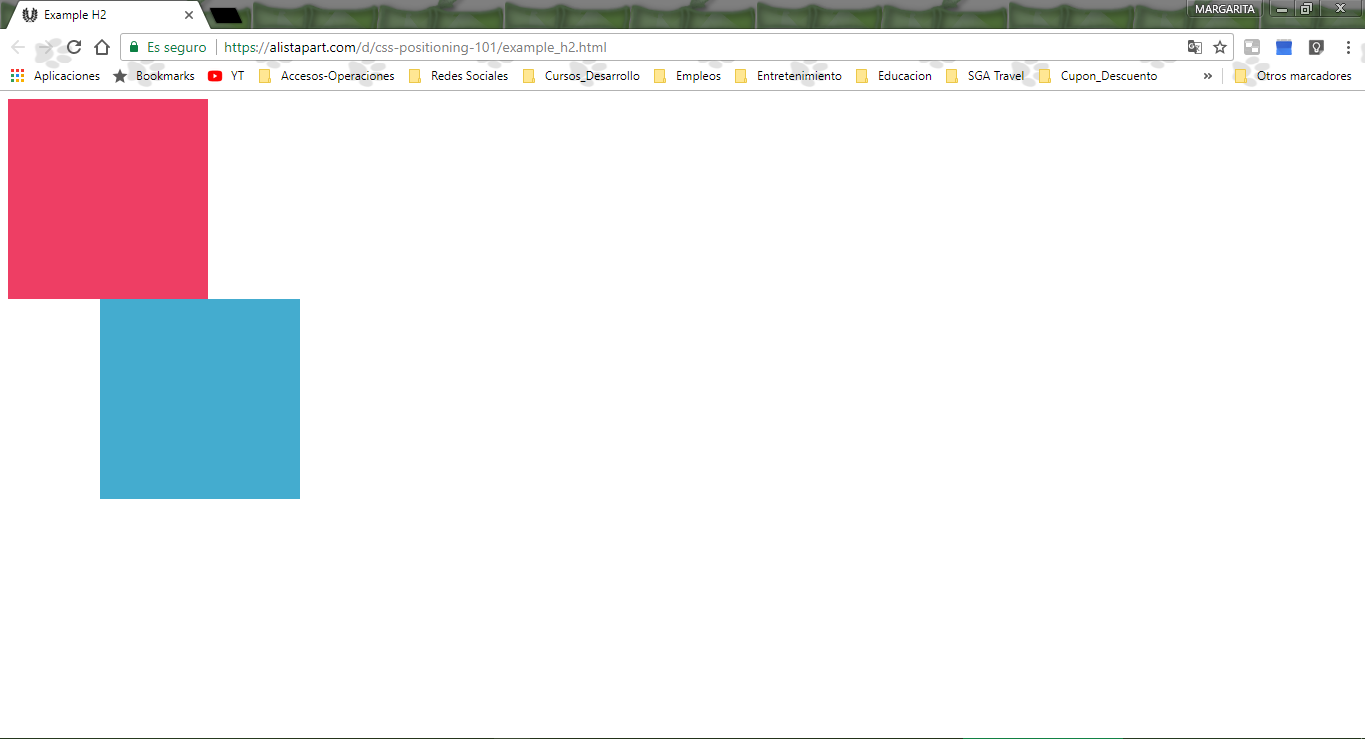 Example H2
MARGARITA
Es seguro
https://alistapart.com/d/css-positioning-101/example_h2.html
Aplicaciones Bookmarks YT Accesos-Operaciones Redes Sociales Cursos_Desarrollo Empleos Entretenimiento Educacion SGA Travel Cupon_Descuento » Otros marcadores